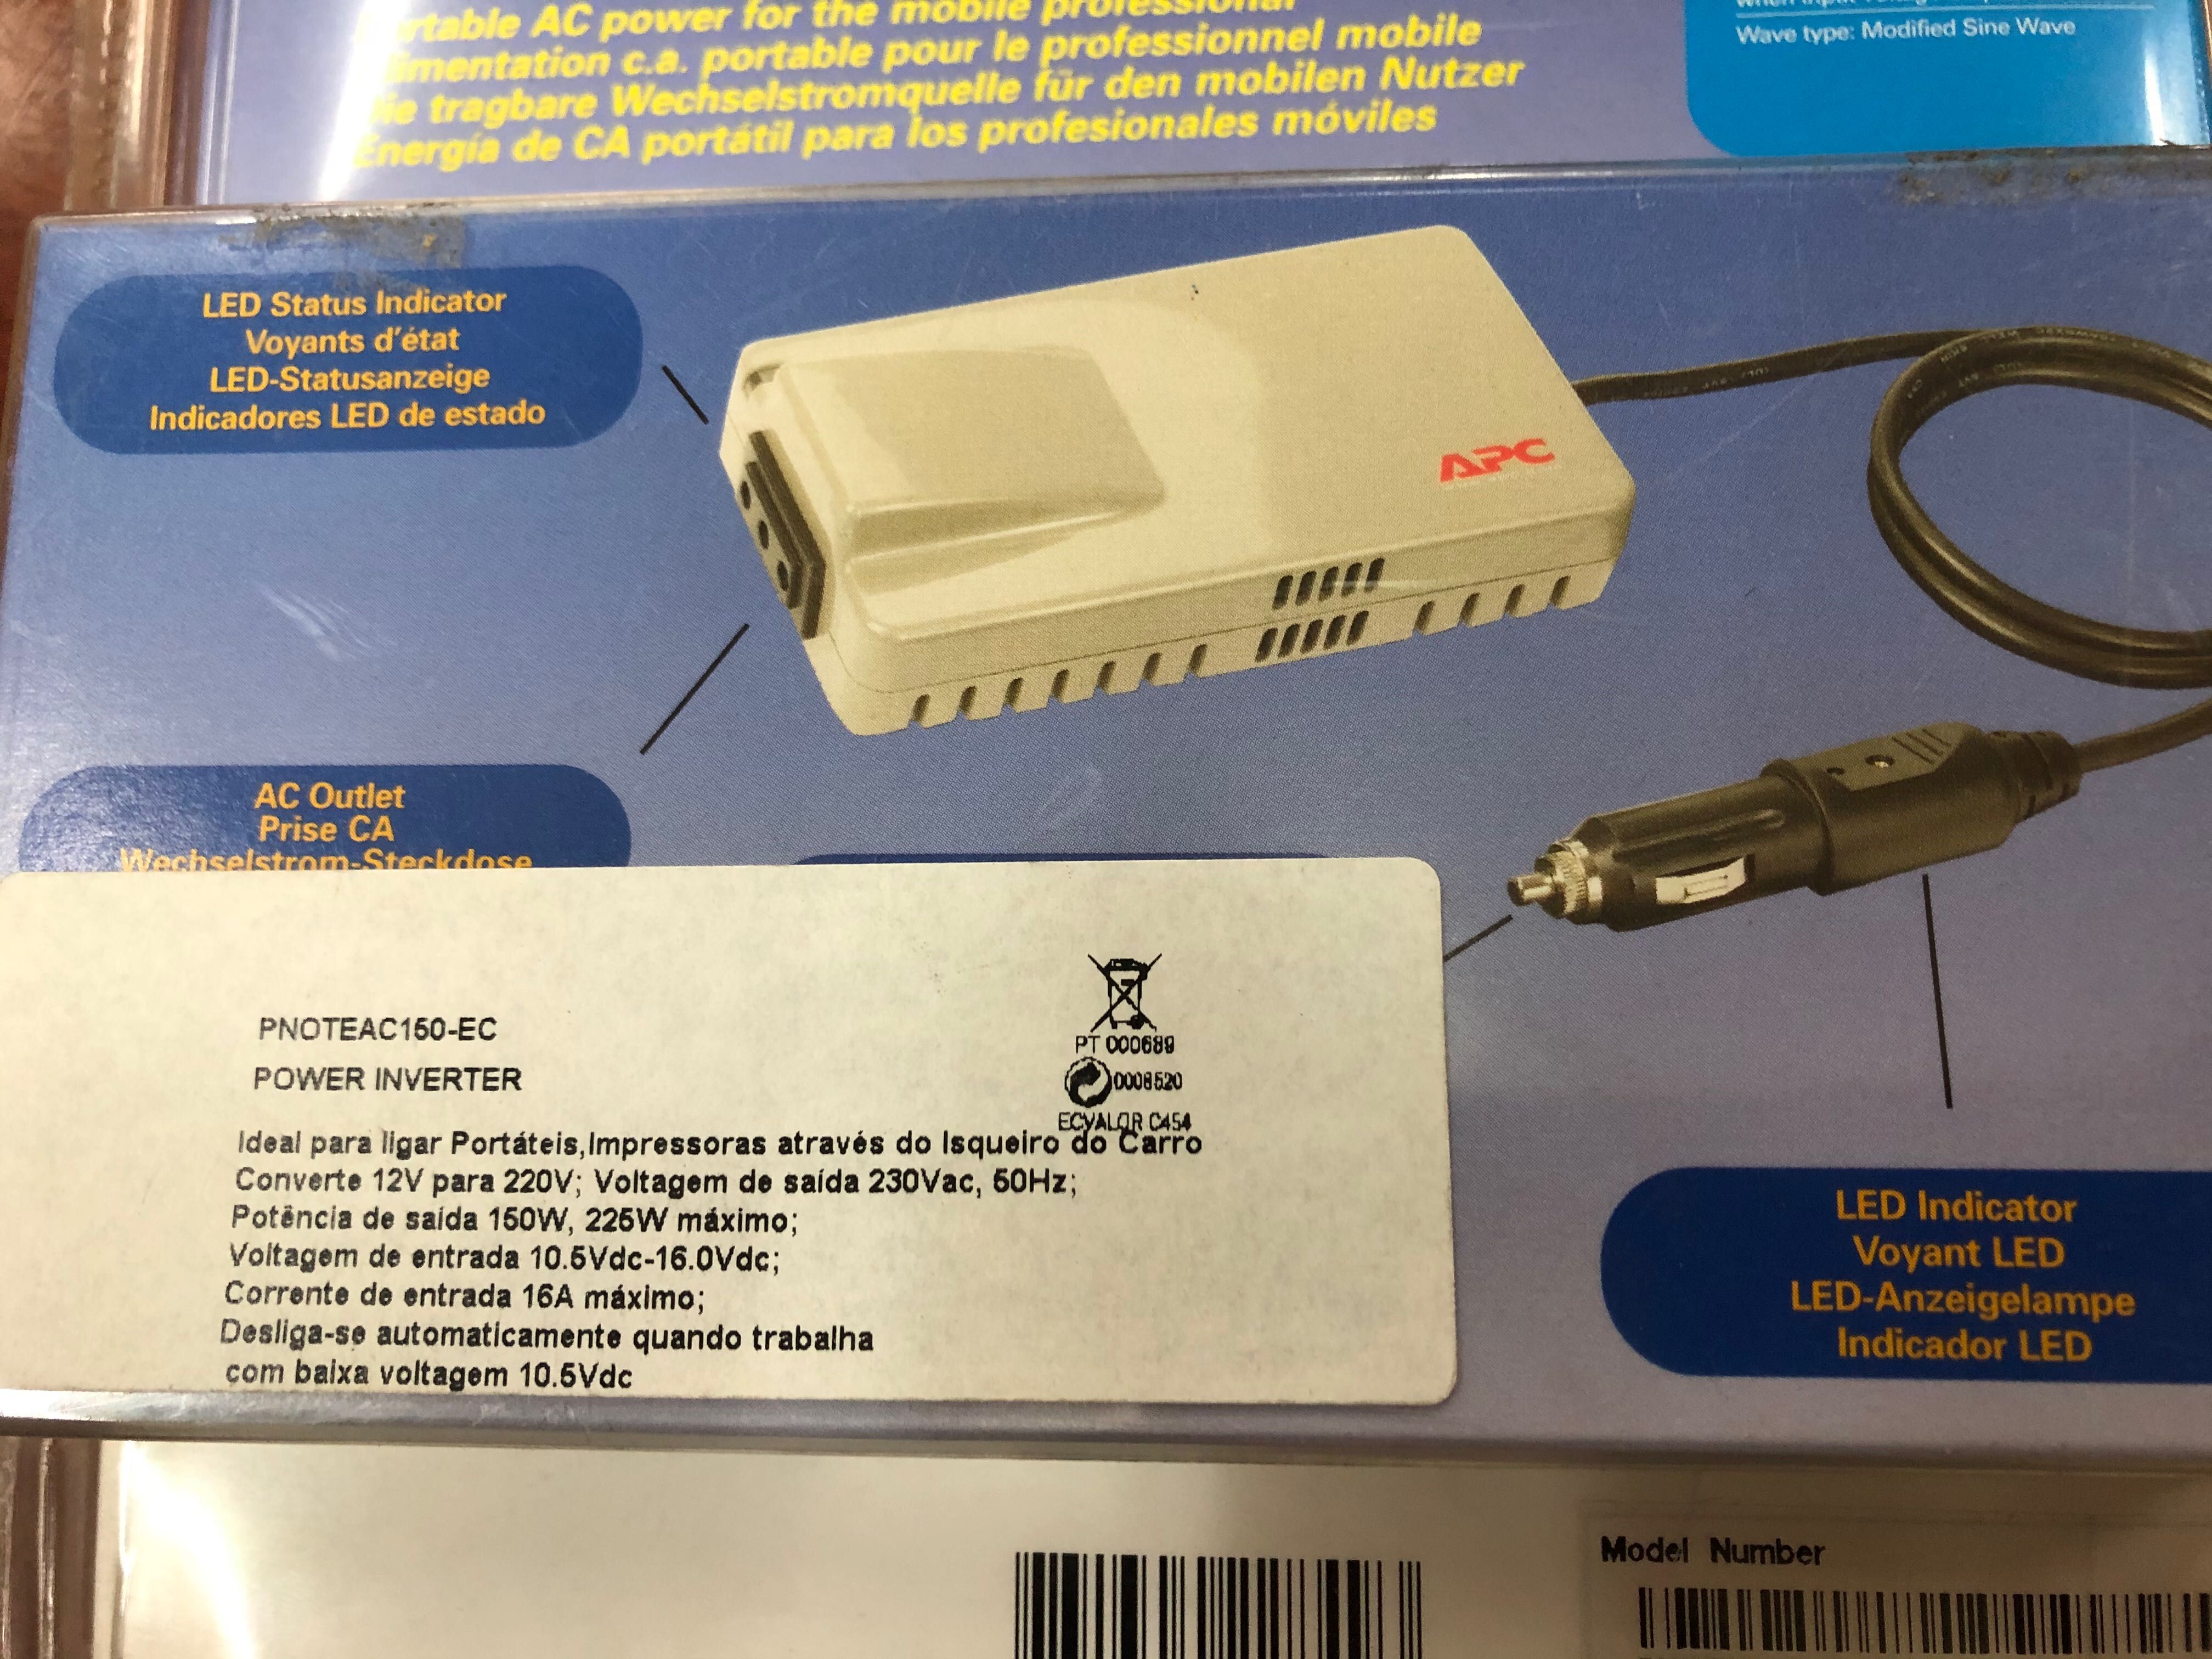 Portable AC power for the mobile professional
Alimentation c.a. portable pour le professionnel mobile
Die tragbare Wechselstromquelle für den mobilen Nutzer
Energía de CA portátil para los profesionales móviles
Wave type: Modified Sine Wave
LED Status Indicator
Voyants d'état
LED-Statusanzeige
Indicadores LED de estado
APC
AC Outlet
Prise CA
Wechselstrom-Steckdose
PNOTEAC150-EC
POWER INVERTER
PT 000689
0008520
ECVALOR C454
Ideal para ligar Portáteis,Impressoras através do Isqueiro do Carro
Converte 12V para 220V; Voltagem de saída 230Vac, 50Hz;
Potência de saída 150W, 225W máximo;
Voltagem de entrada 10.5Vdc-16.0Vdc;
Corrente de entrada 16A máximo;
Desliga-se automaticamente quando trabalha
com baixa voltagem 10.5Vdc
LED Indicator
Voyant LED
LED-Anzeigelampe
Indicador LED
Model Number